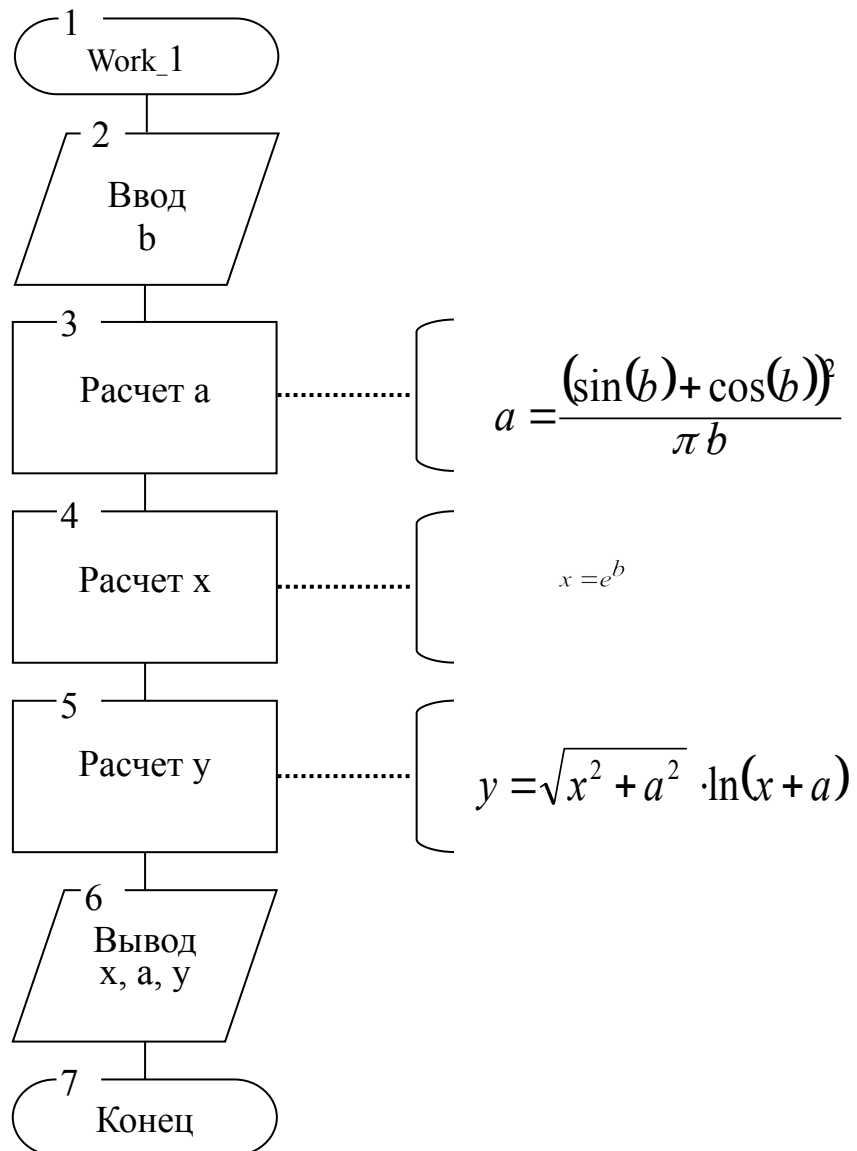 1
Work_1
2
Ввод
b
3
Расчет a
a = (sin(b) + cos(b))²
π b
4
Расчет x
x = e^b
5
Расчет y
y = √x² + a² · ln(x + a)
6
Вывод
x, a, y
7
Конец